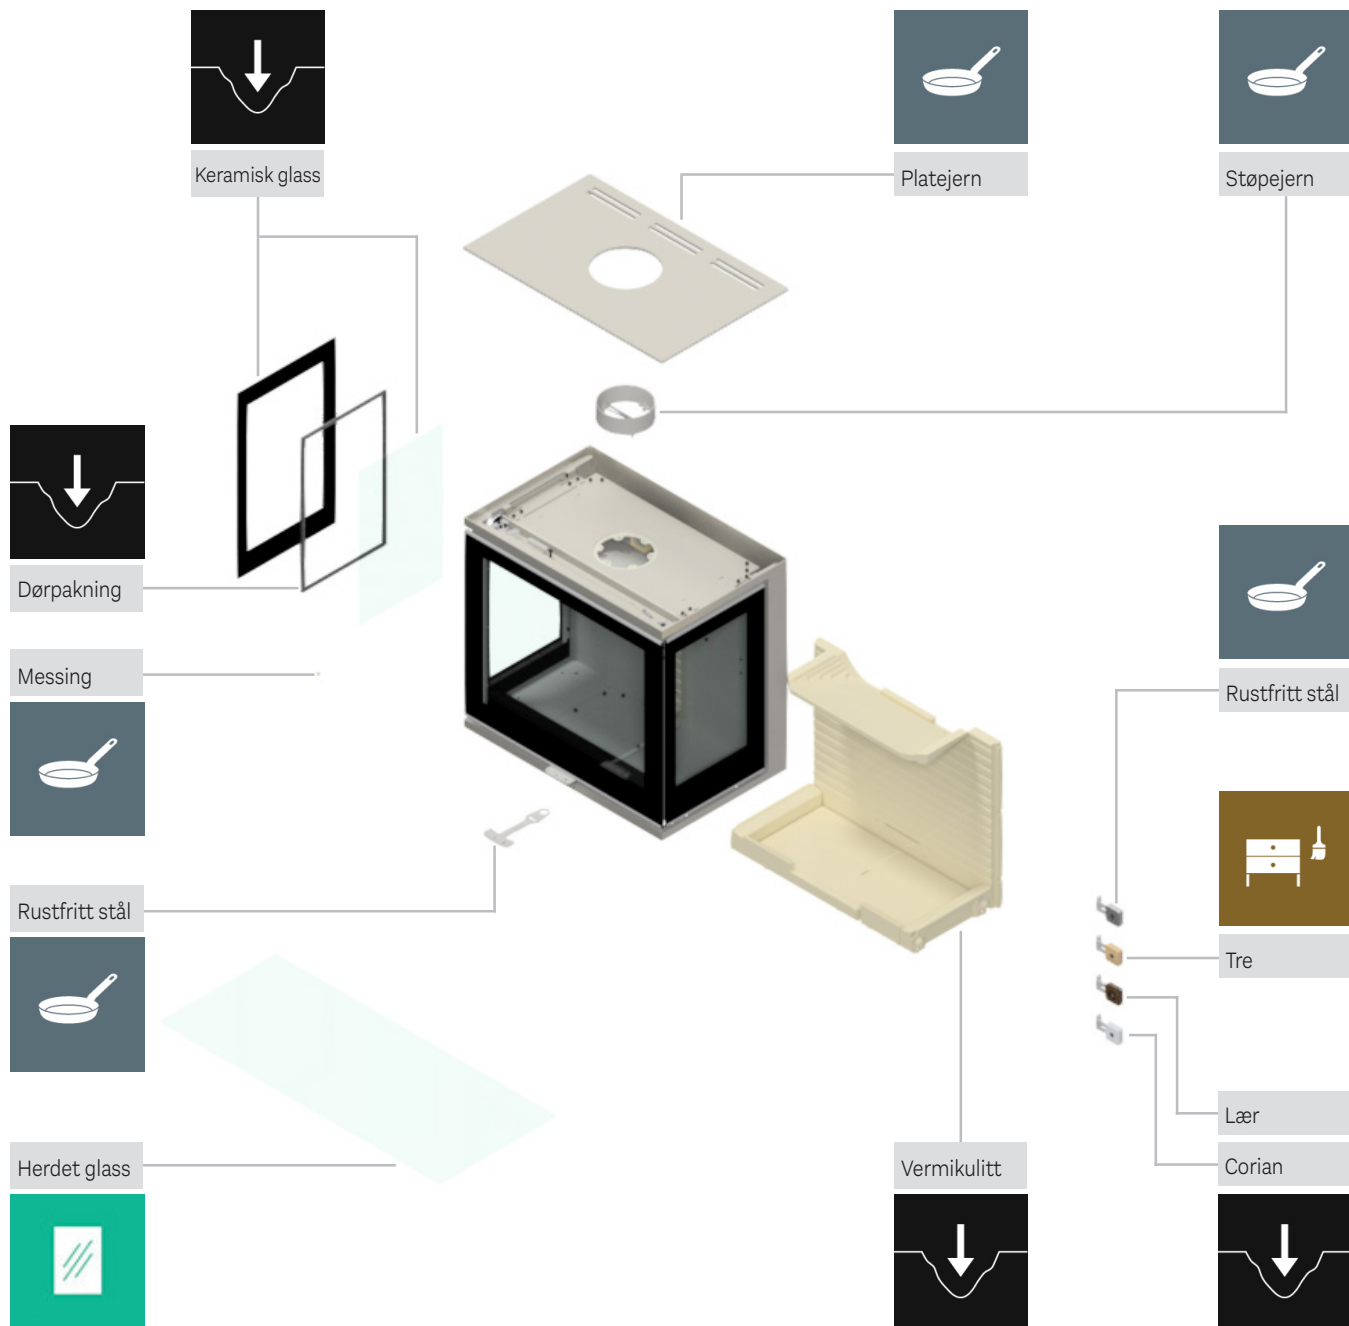 Keramisk glass
Platejern
Støpejern
Dørpakning
Messing
Rustfritt stål
Rustfritt stål
Tre
Lær
Herdet glass
Vermikulitt
Corian